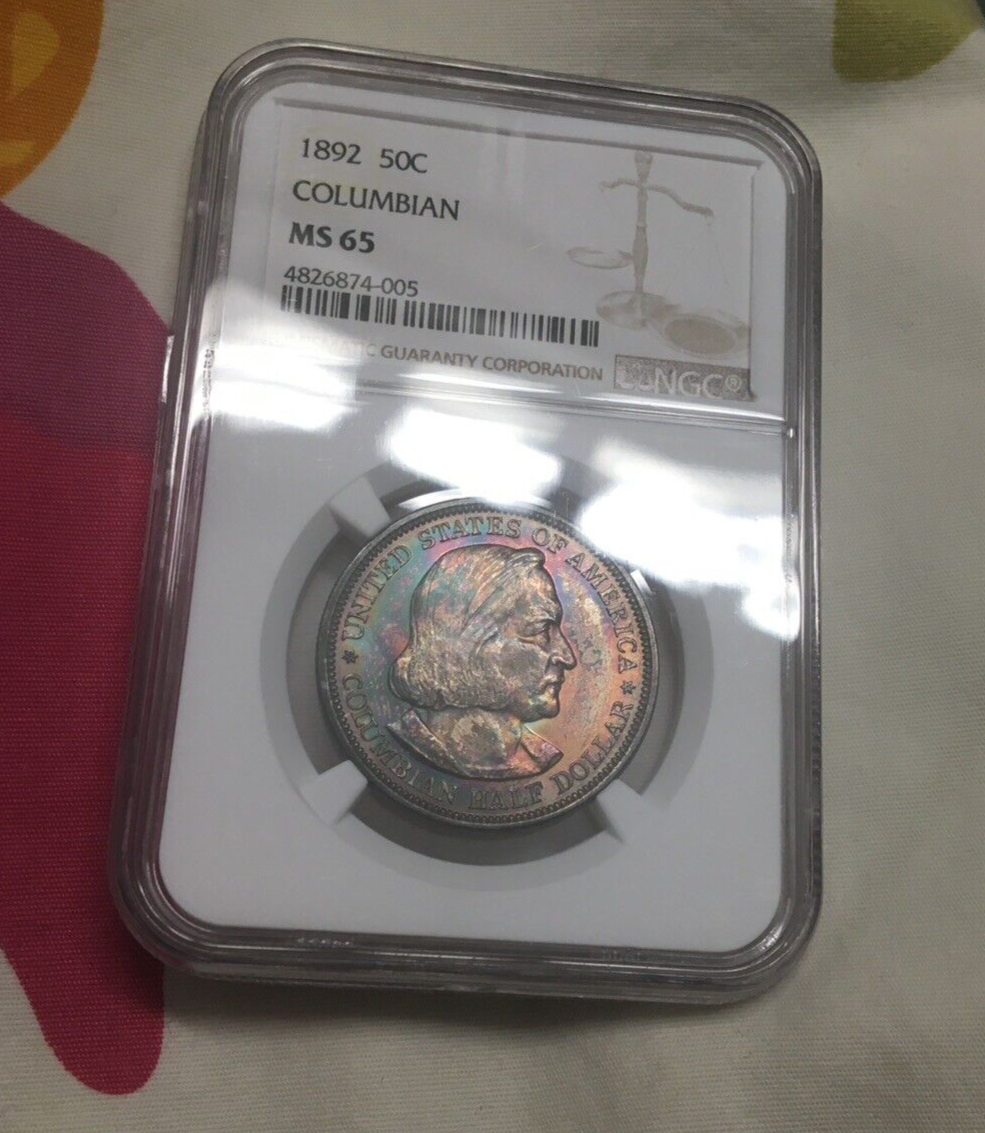 1892 50C
COLUMBIAN
MS 65
4826874-005
GUARANTY CORPORATION
NGC®
UNITED STATES OF AMERICA
COLUMBIAN HALF DOLLAR